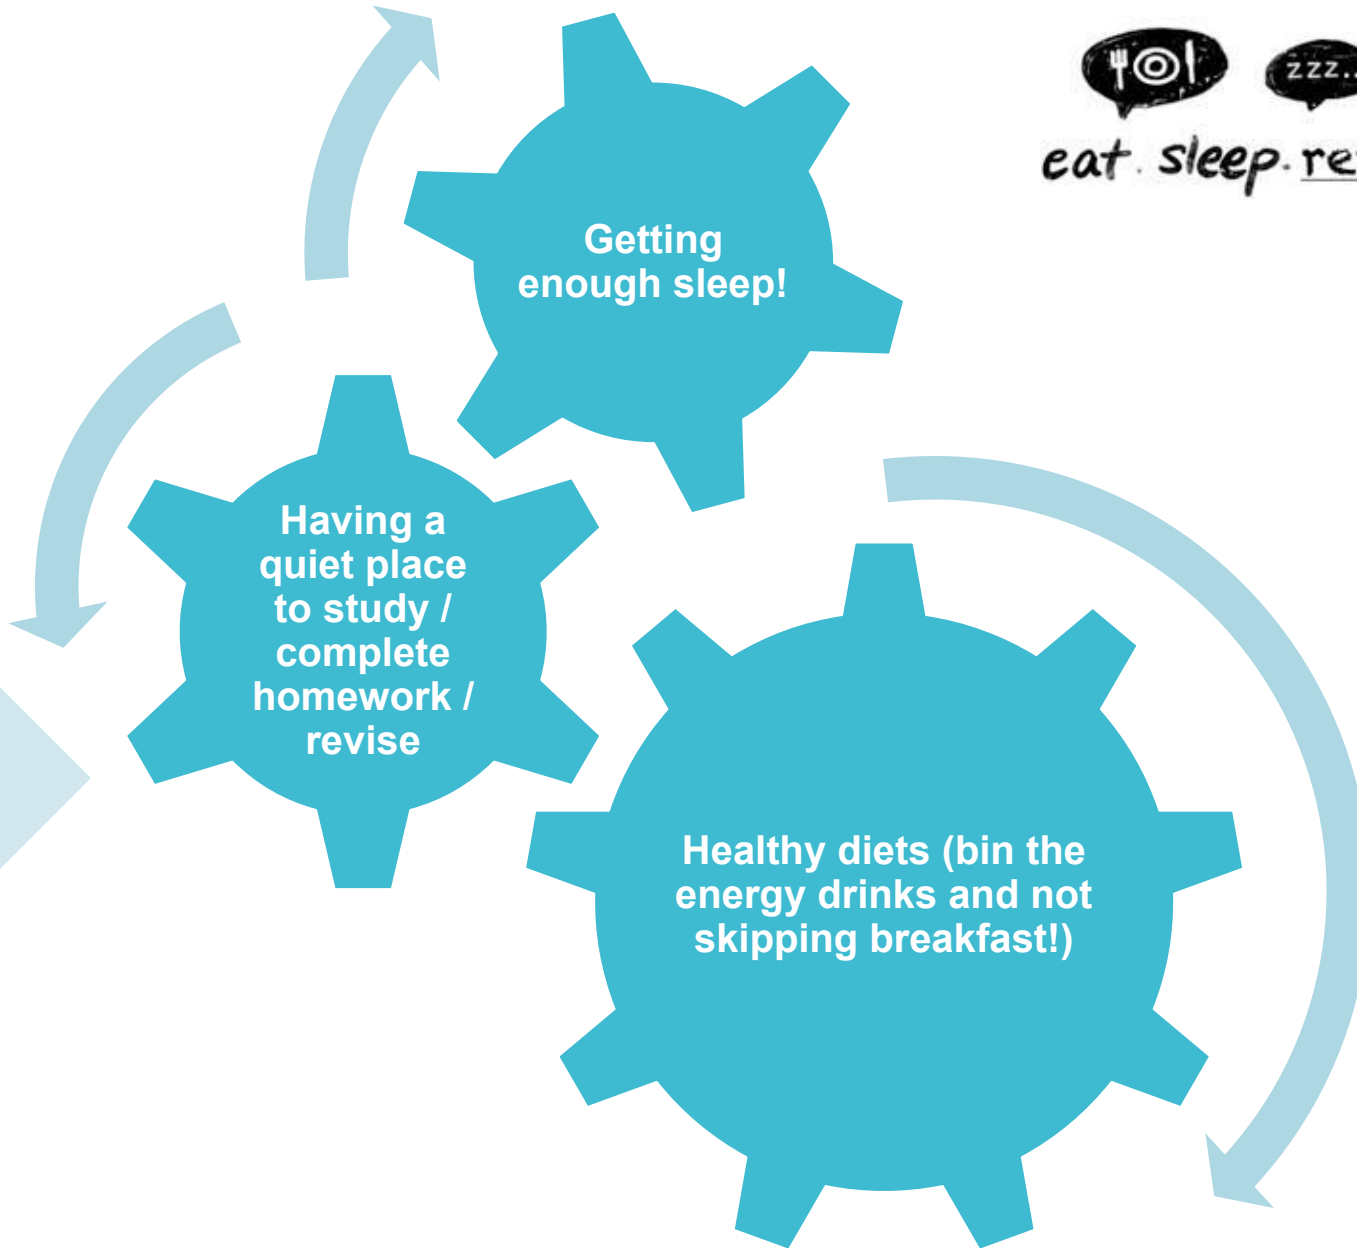 zzz..
eat. sleep.
Getting
enough sleep!
Having a
quiet place
to study /
complete
homework /
revise
Healthy diets (bin the
energy drinks and not
skipping breakfast!)